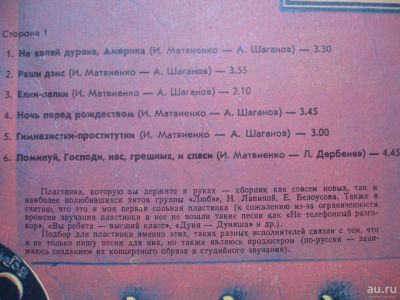 Сторона 1
1. Не валяй дурака, Америка (И. Матвиенко — А. Шаганов) — 3.30
2. Раши дэнс (И. Матвиенко — А. Шаганов) — 3.55
3. Елки-палки (И. Матвиенко — А. Шаганов) — 2.10
4. Ночь перед рождеством (И. Матвиенко — А. Шаганов) — 3.45
5. Гимназистки-проститутки (И. Матвиенко — А. Шаганов) — 3.00
6. Помилуй, Господи, нас, грешных, и спаси (И. Матвиенко — Л. Дербенев) — 4.45
Пластинка, которую вы держите в руках — сборник как совсем новых, так и
наиболее полюбившихся хитов группы "Любэ", Н. Лапиной, Е. Белоусова. Также я
считаю, что это и моя первая сольная пластинка (к сожалению из-за ограниченности
времени звучания пластинки в нее не вошли такие песни как «Не телефонный разго-
вор», «Вы ребята — высший класс», «Дуня — Дуняша» и др.).
Подбор для пластинки именно этих, таких разных исполнителей связан с тем, что
я не только пишу песни для них, но также являюсь продюсером (по-русски — зани-
маюсь созданием их концертного образа и студийного звучания).
au.ru